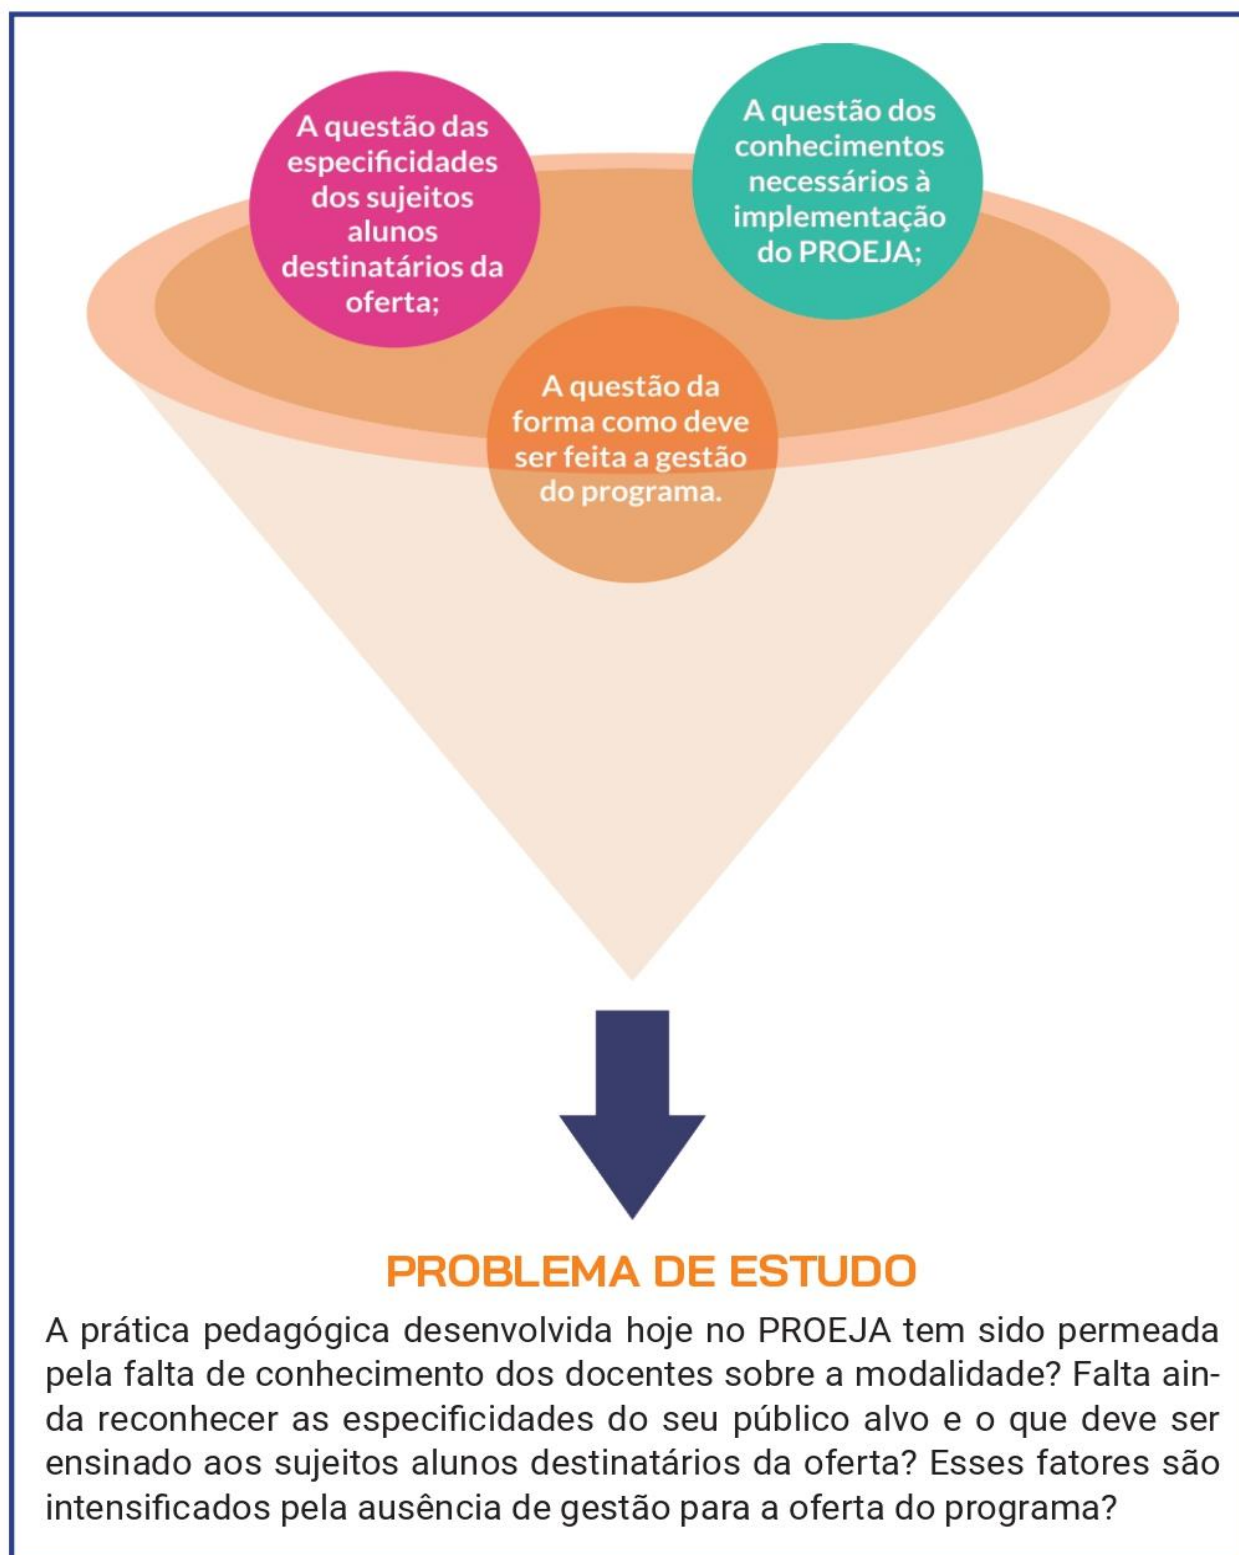 A questão das
especificidades
dos sujeitos
alunos
destinatários da
oferta;
A questão dos
conhecimentos
necessários à
implementação
do PROEJA;
A questão da
forma como deve
ser feita a gestão
do programa.
PROBLEMA DE ESTUDO
A prática pedagógica desenvolvida hoje no PROEJA tem sido permeada
pela falta de conhecimento dos docentes sobre a modalidade? Falta ain-
da reconhecer as especificidades do seu público alvo e o que deve ser
ensinado aos sujeitos alunos destinatários da oferta? Esses fatores são
intensificados pela ausência de gestão para a oferta do programa?